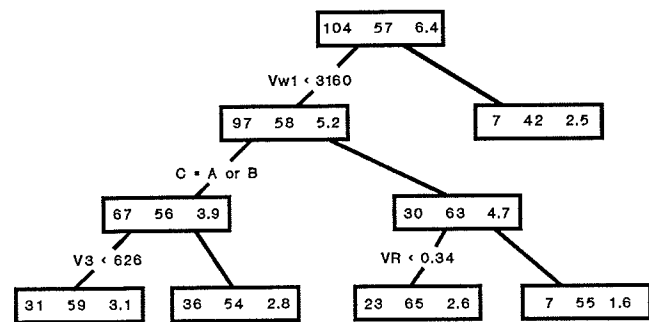 104 57 6.4
Vw1 < 3160
97 58 5.2
7 42 2.5
C = A or B
67 56 3.9
30 63 4.7
V3 < 626
VR < 0.34
31 59 3.1
36 54 2.8
23 65 2.6
7 55 1.6